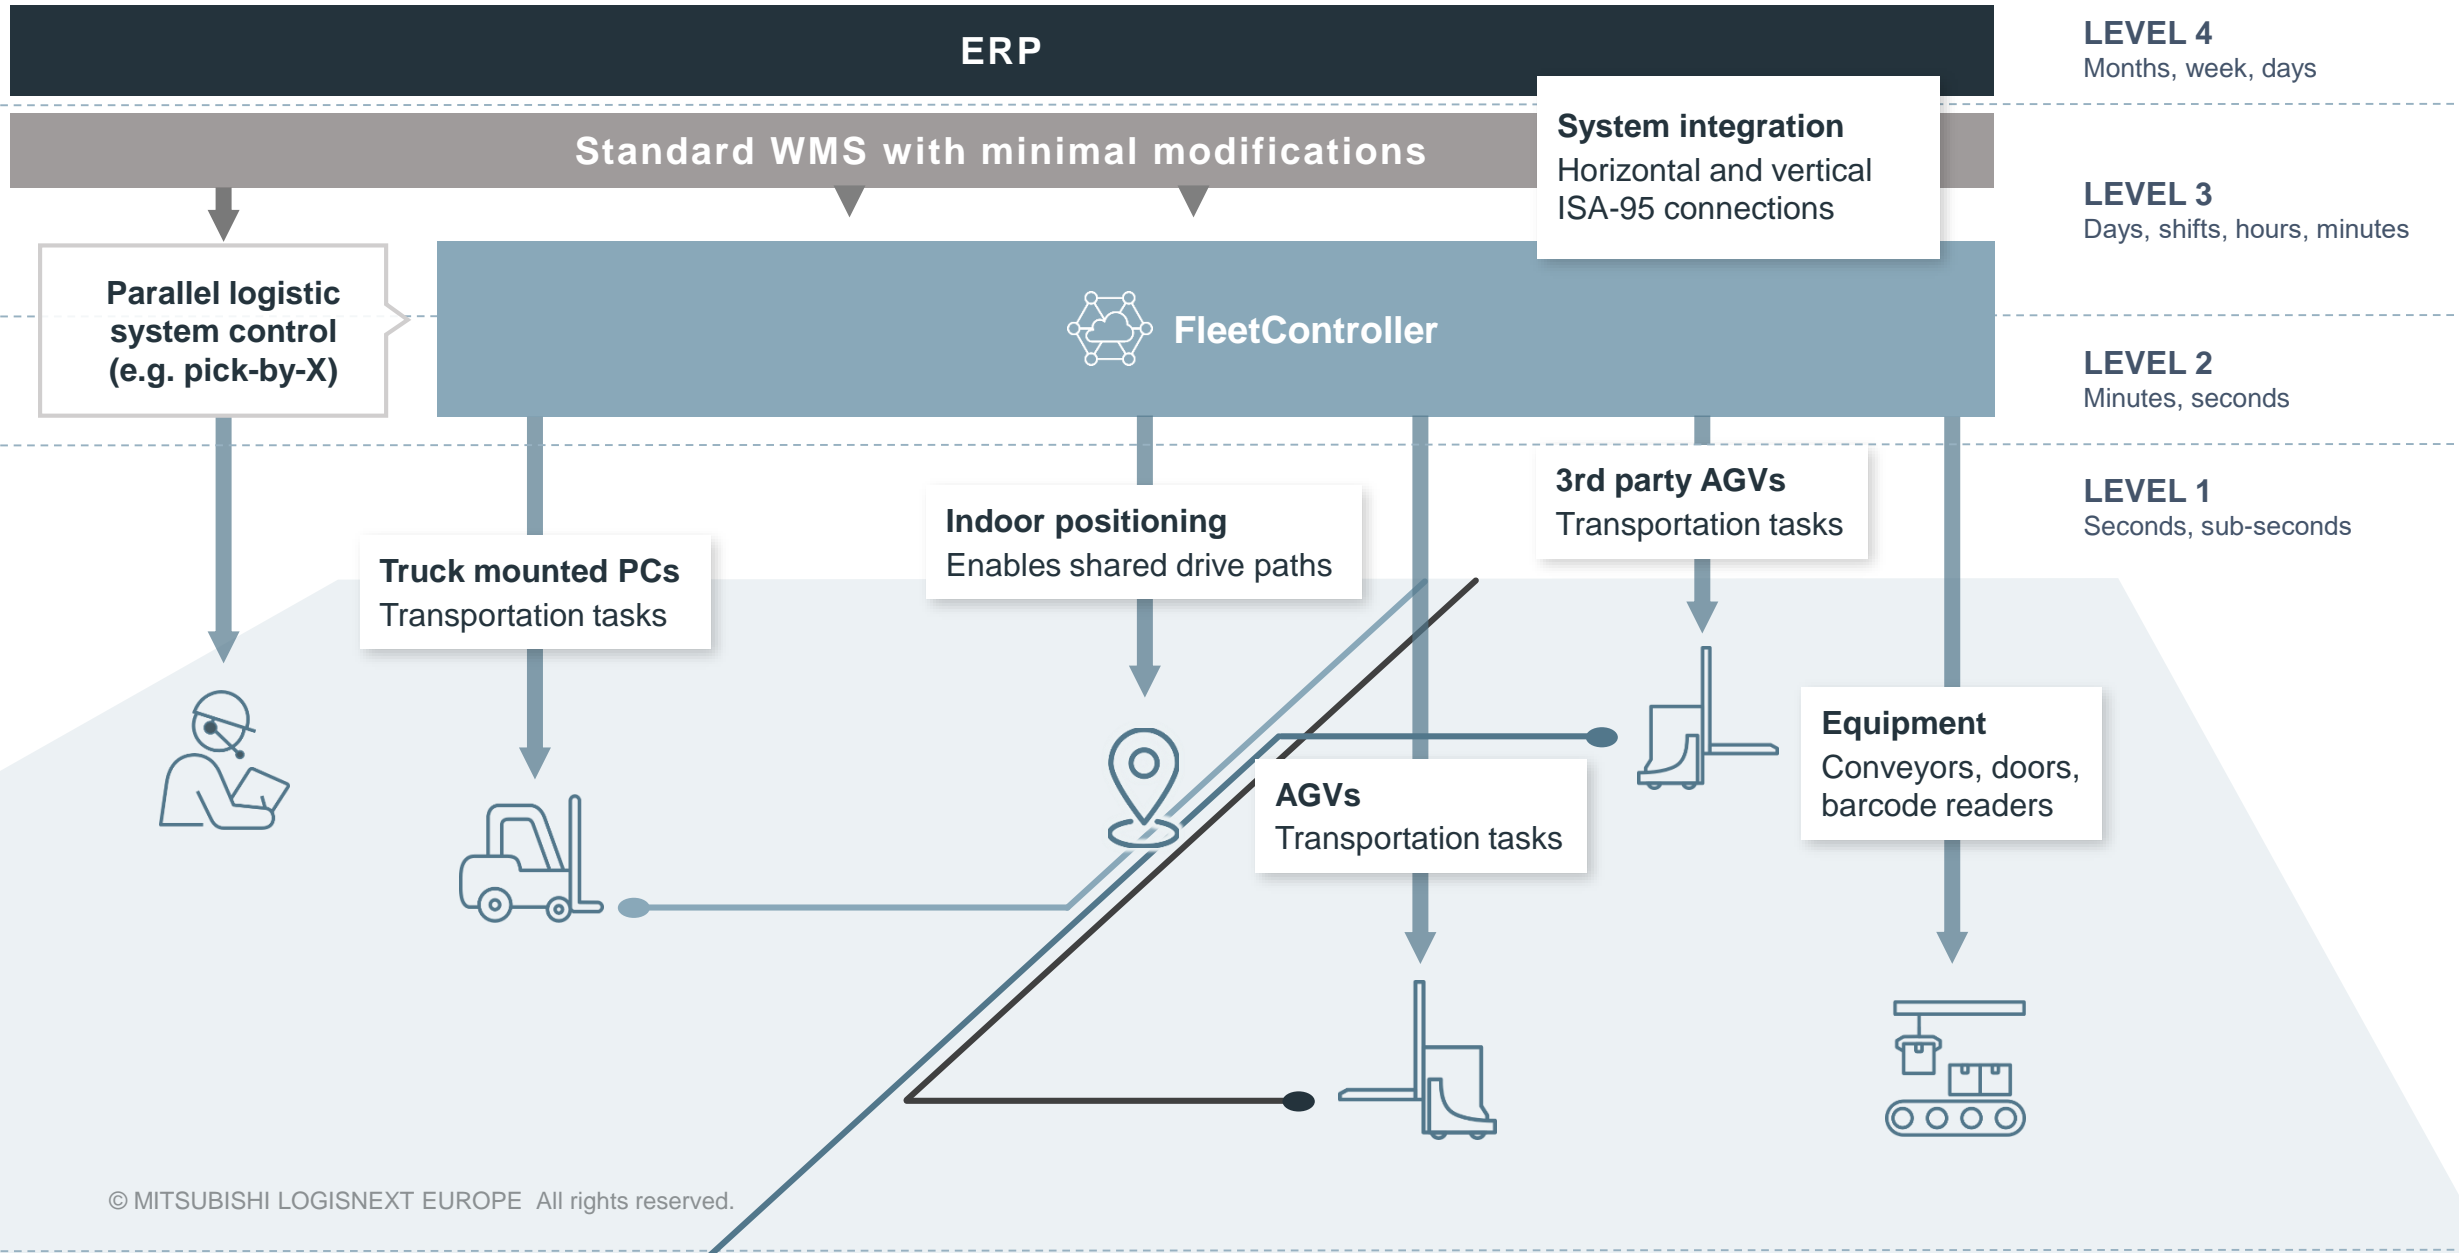 ERP
LEVEL 4
Months, week, days
Standard WMS with minimal modifications
System integration
Horizontal and vertical
ISA-95 connections
LEVEL 3
Days, shifts, hours, minutes
Parallel logistic
system control
(e.g. pick-by-X)
FleetController
LEVEL 2
Minutes, seconds
LEVEL 1
Seconds, sub-seconds
Truck mounted PCs
Transportation tasks
Indoor positioning
Enables shared drive paths
3rd party AGVs
Transportation tasks
AGVs
Transportation tasks
Equipment
Conveyors, doors,
barcode readers
© MITSUBISHI LOGISNEXT EUROPE All rights reserved.